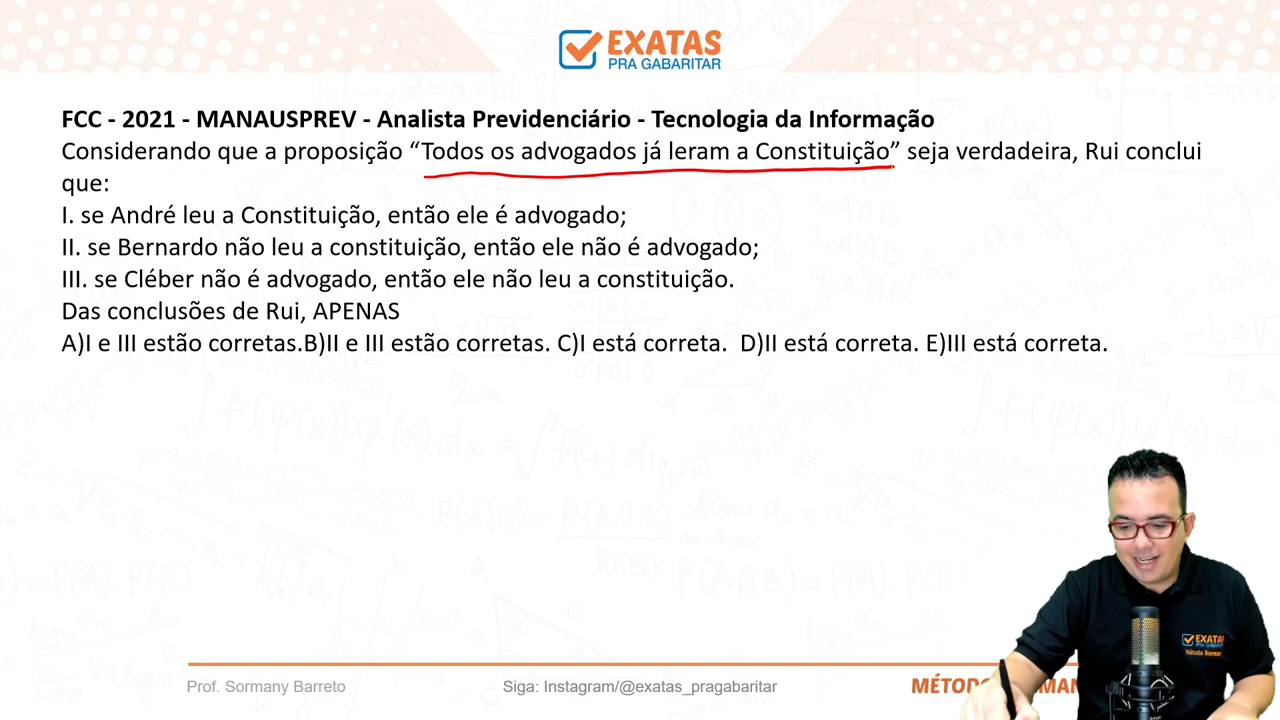 EXATAS
PRA GABARITAR
FCC - 2021 - MANAUSPREV - Analista Previdenciário - Tecnologia da Informação
Considerando que a proposição “Todos os advogados já leram a Constituição” seja verdadeira, Rui conclui
que:
I. se André leu a Constituição, então ele é advogado;
II. se Bernardo não leu a constituição, então ele não é advogado;
III. se Cléber não é advogado, então ele não leu a constituição.
Das conclusões de Rui, APENAS
A)I e III estão corretas.B)II e III estão corretas. C)I está correta.  D)II está correta. E)III está correta.
EXATAS
PRA GABARITAR
Prof. Sormany Barreto
Siga: Instagram/@exatas_pragabaritar